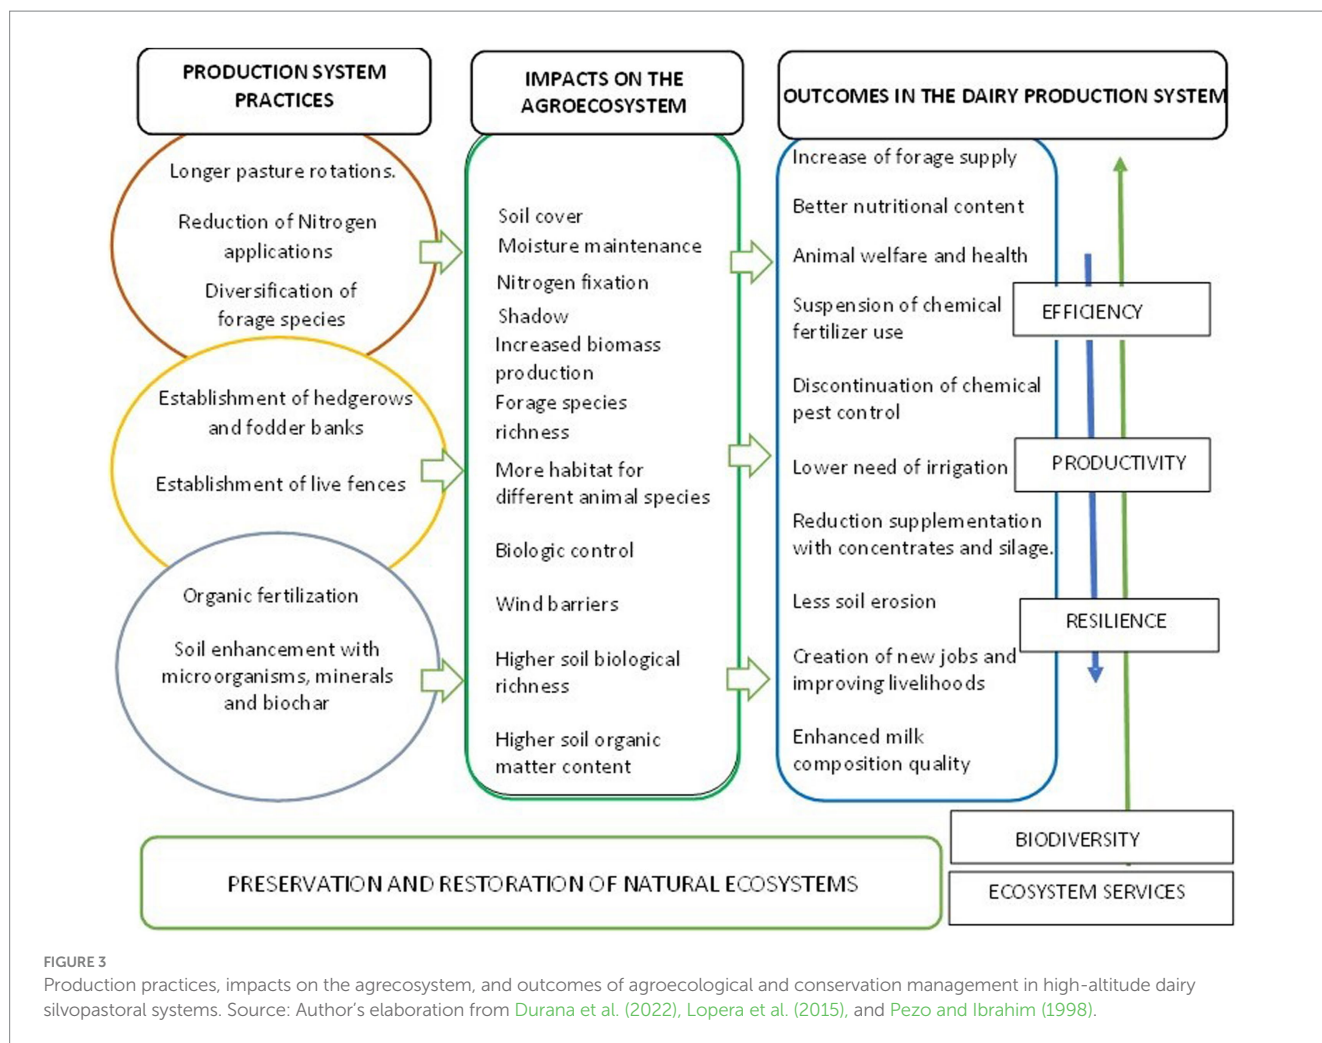 PRODUCTION SYSTEM
PRACTICES
Longer pasture rotations.
Reduction of Nitrogen
applications
Diversification of
forage species
Establishment of hedgerows
and fodder banks
Establishment of live fences
Organic fertilization
Soil enhancement with
microorganisms, minerals
and biochar
IMPACTS ON THE
AGROECOSYSTEM
Soil cover
Moisture maintenance
Nitrogen fixation
Shadow
Increased biomass
production
Forage species
richness
More habitat for
different animal species
Biologic control
Wind barriers
Higher soil biological
richness
Higher soil organic
matter content
OUTCOMES IN THE DAIRY PRODUCTION SYSTEM
Increase of forage supply
Better nutritional content
Animal welfare and health
Suspension of chemical
fertilizer use
Discontinuation of chemical
pest control
Lower need of irrigation
Reduction supplementation
with concentrates and silage.
Less soil erosion
Creation of new jobs and
improving livelihoods
Enhanced milk
composition quality
EFFICIENCY
PRODUCTIVITY
RESILIENCE
BIODIVERSITY
ECOSYSTEM SERVICES
PRESERVATION AND RESTORATION OF NATURAL ECOSYSTEMS
FIGURE 3
Production practices, impacts on the agrecosystem, and outcomes of agroecological and conservation management in high-altitude dairy
silvopastoral systems. Source: Author's elaboration from Durana et al. (2022), Lopera et al. (2015), and Pezo and Ibrahim (1998).